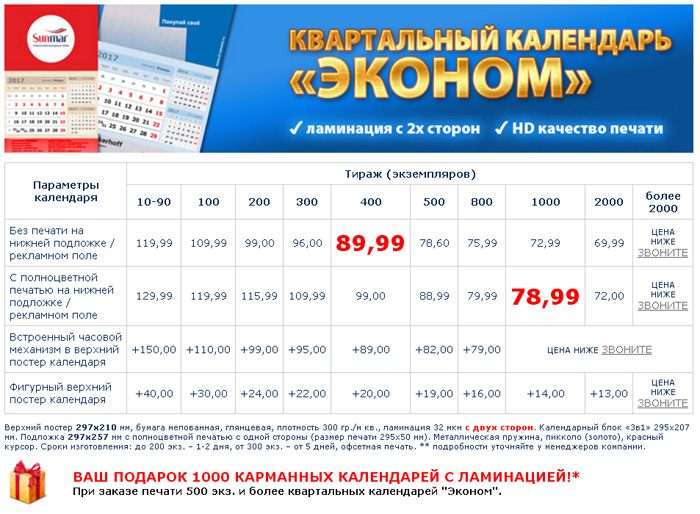 Sunmar
Покупай своё
2017
2017
kerhoff
КВАРТАЛЬНЫЙ КАЛЕНДАРЬ
«ЭКОНОМ»
✓ ламинация с 2х сторон ✓ HD качество печати
Параметры календаря
Тираж (экземпляров)
10-90 100 200 300 400 500 800 1000 2000 более 2000
Без печати на
нижней подложке /
рекламном поле
119,99 109,99 99,00 96,00 89,99 78,60 75,99 72,99 69,99 ЦЕНА НИЖЕ ЗВОНИТЕ
С полноцветной
печатью на нижней
подложке /
рекламном поле
129,99 119,99 115,99 109,99 99,00 88,99 79,99 78,99 72,00 ЦЕНА НИЖЕ ЗВОНИТЕ
Встроенный часовой
механизм в верхний
постер календаря
+150,00 +110,00 +99,00 +95,00 +89,00 +82,00 +79,00 ЦЕНА НИЖЕ ЗВОНИТЕ
Фигурный верхний
постер календаря
+40,00 +30,00 +24,00 +22,00 +20,00 +19,00 +16,00 +14,00 +13,00 ЦЕНА НИЖЕ ЗВОНИТЕ
Верхний постер 297х210 мм, бумага мелованная, глянцевая, плотность 300 гр./м кв., ламинация 32 мкн с двух сторон. Календарный блок «3в1» 295х207
мм. Подложка 297х257 мм с полноцветной печатью с одной стороны (размер печати 295х50 мм). Металлическая пружина, пикколо (золото), красный
курсор. Сроки изготовления: до 200 экз. – 1-2 дня, от 300 экз. – от 5 дней, офсетная печать. ** подробности уточняйте у менеджеров компании.
ВАШ ПОДАРОК 1000 КАРМАННЫХ КАЛЕНДАРЕЙ С ЛАМИНАЦИЕЙ!*
При заказе печати 500 экз. и более квартальных календарей "Эконом".